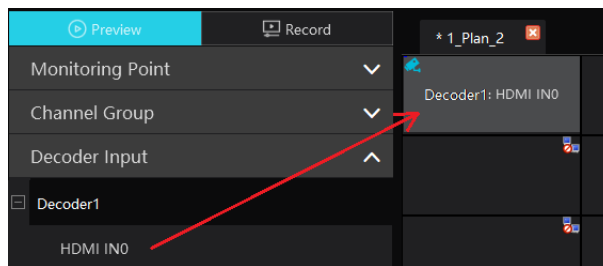 Preview
Record
Monitoring Point
Channel Group
Decoder Input
Decoder1
HDMI IN0
* 1_Plan_2
Decoder1: HDMI IN0